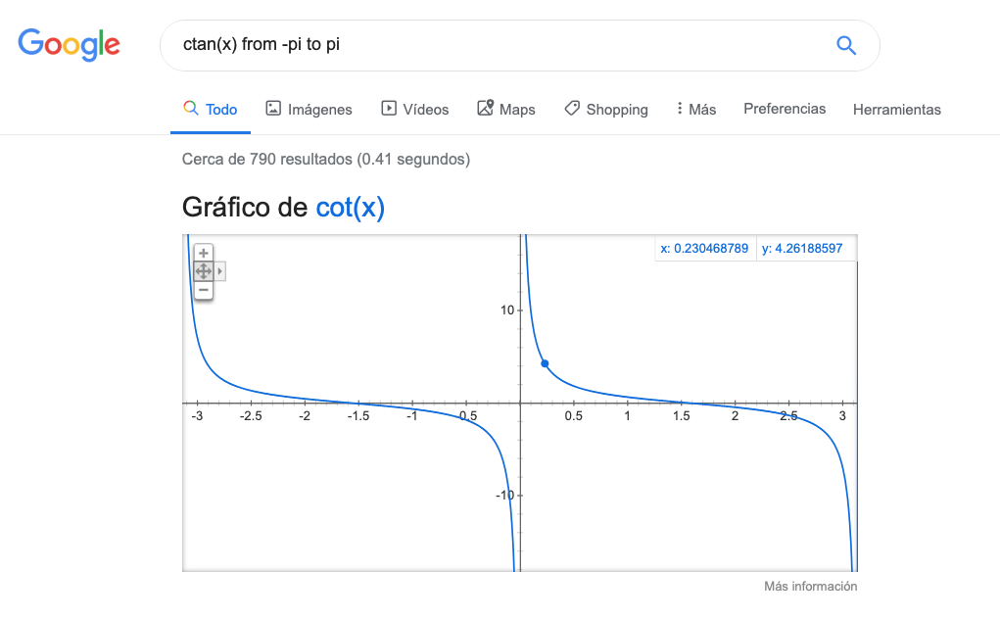 Google
ctan(x) from -pi to pi
Todo Imágenes Vídeos Maps Shopping Más Preferencias Herramientas
Cerca de 790 resultados (0.41 segundos)
Gráfico de cot(x)
x: 0.230468789 y: 4.26188597
+
−
10
-3 -2.5 -2 -1.5 -1 -0.5 0.5 1 1.5 2 2.5 3
-10
Más información